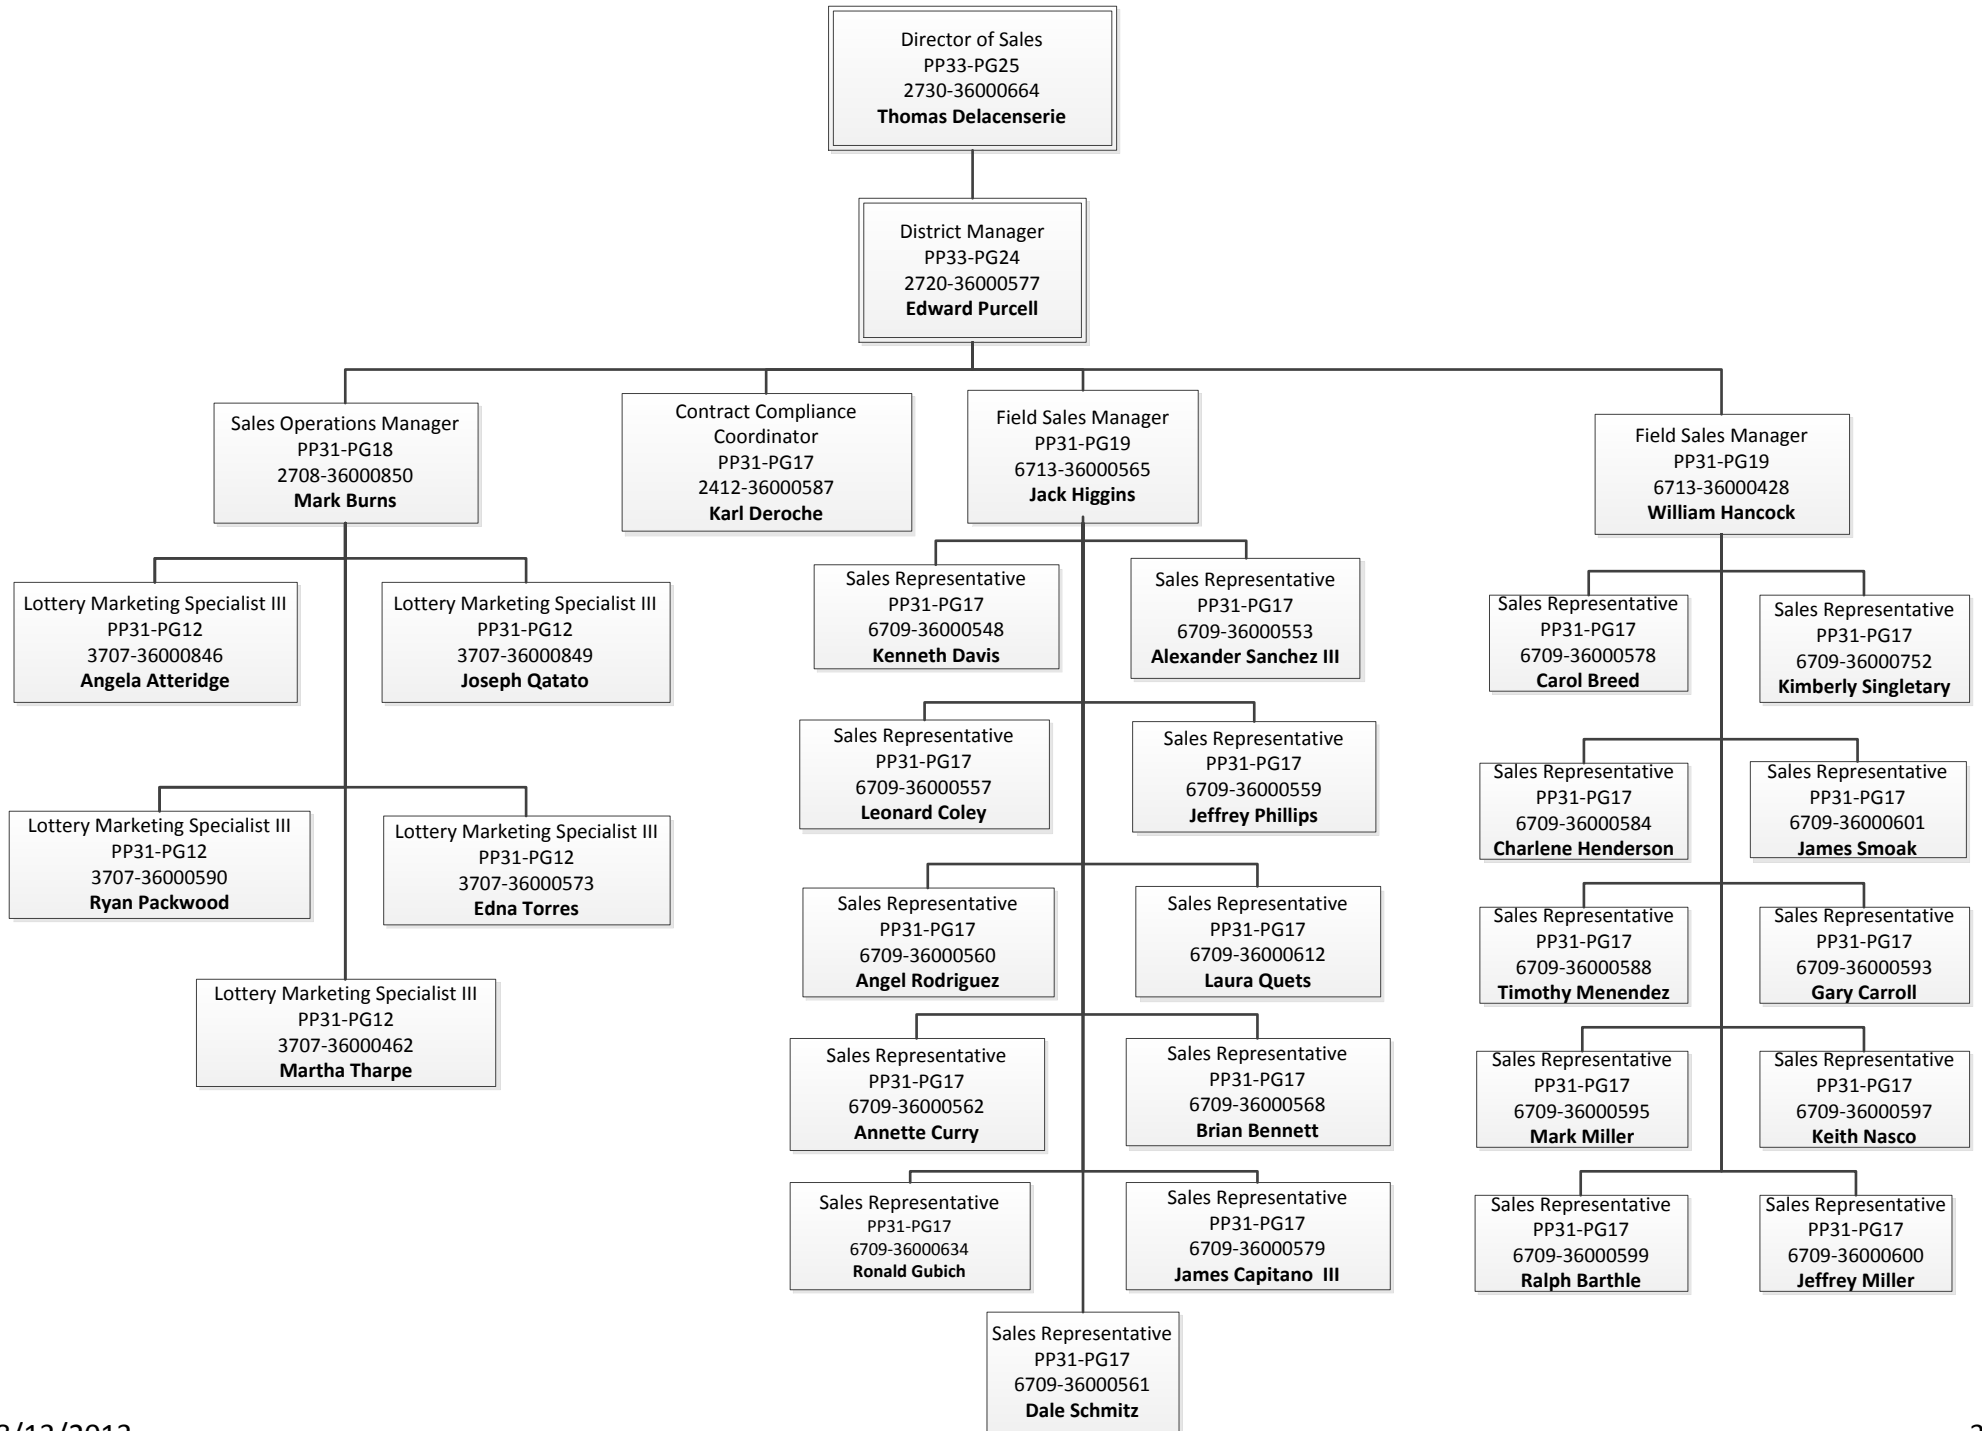 Director of Sales
PP33-PG25
2730-36000664
Thomas Delacenserie
District Manager
PP33-PG24
2720-36000577
Edward Purcell
Sales Operations Manager
PP31-PG18
2708-36000850
Mark Burns
Contract Compliance
Coordinator
PP31-PG17
2412-36000587
Karl Deroche
Field Sales Manager
PP31-PG19
6713-36000565
Jack Higgins
Field Sales Manager
PP31-PG19
6713-36000428
William Hancock
Lottery Marketing Specialist III
PP31-PG12
3707-36000846
Angela Atteridge
Lottery Marketing Specialist III
PP31-PG12
3707-36000849
Joseph Qatato
Lottery Marketing Specialist III
PP31-PG12
3707-36000590
Ryan Packwood
Lottery Marketing Specialist III
PP31-PG12
3707-36000573
Edna Torres
Lottery Marketing Specialist III
PP31-PG12
3707-36000462
Martha Tharpe
Sales Representative
PP31-PG17
6709-36000548
Kenneth Davis
Sales Representative
PP31-PG17
6709-36000553
Alexander Sanchez III
Sales Representative
PP31-PG17
6709-36000557
Leonard Coley
Sales Representative
PP31-PG17
6709-36000559
Jeffrey Phillips
Sales Representative
PP31-PG17
6709-36000560
Angel Rodriguez
Sales Representative
PP31-PG17
6709-36000612
Laura Quets
Sales Representative
PP31-PG17
6709-36000562
Annette Curry
Sales Representative
PP31-PG17
6709-36000568
Brian Bennett
Sales Representative
PP31-PG17
6709-36000634
Ronald Gubich
Sales Representative
PP31-PG17
6709-36000579
James Capitano  III
Sales Representative
PP31-PG17
6709-36000561
Dale Schmitz
Sales Representative
PP31-PG17
6709-36000578
Carol Breed
Sales Representative
PP31-PG17
6709-36000752
Kimberly Singletary
Sales Representative
PP31-PG17
6709-36000584
Charlene Henderson
Sales Representative
PP31-PG17
6709-36000601
James Smoak
Sales Representative
PP31-PG17
6709-36000588
Timothy Menendez
Sales Representative
PP31-PG17
6709-36000593
Gary Carroll
Sales Representative
PP31-PG17
6709-36000595
Mark Miller
Sales Representative
PP31-PG17
6709-36000597
Keith Nasco
Sales Representative
PP31-PG17
6709-36000599
Ralph Barthle
Sales Representative
PP31-PG17
6709-36000600
Jeffrey Miller